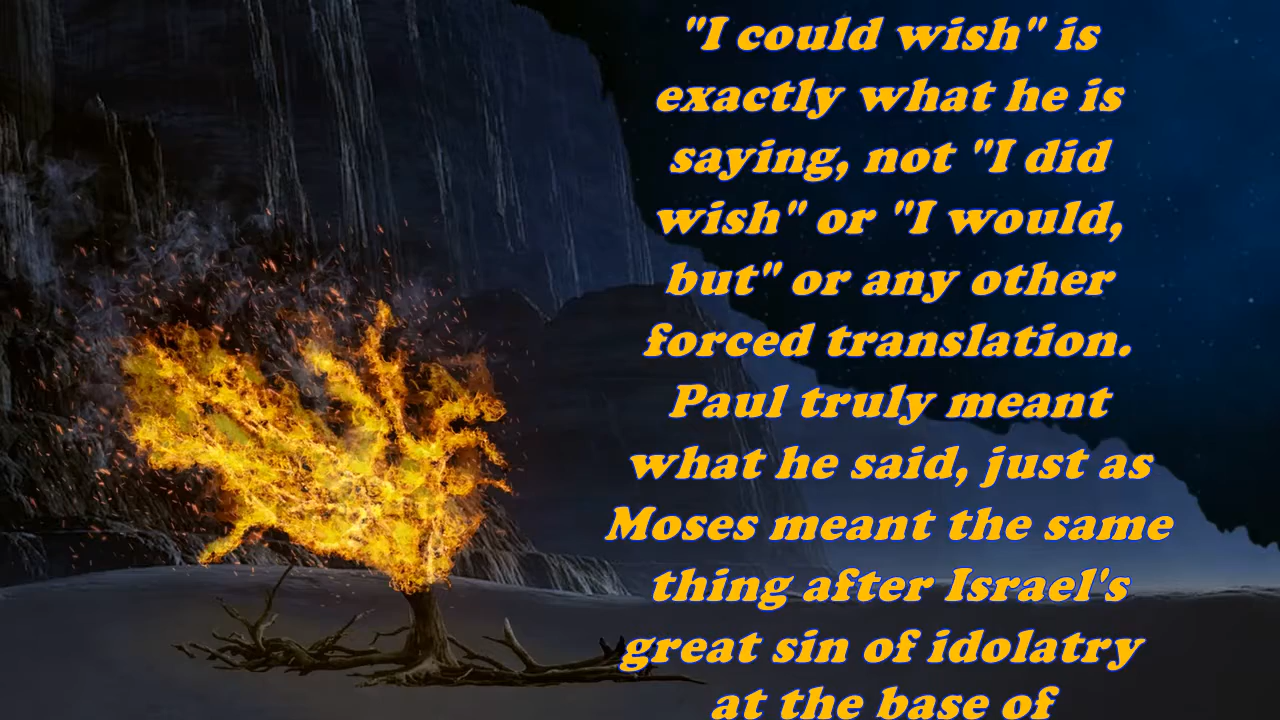 "I could wish" is
exactly what he is
saying, not "I did
wish" or "I would,
but" or any other
forced translation.
Paul truly meant
what he said, just as
Moses meant the same
thing after Israel's
great sin of idolatry
at the base of